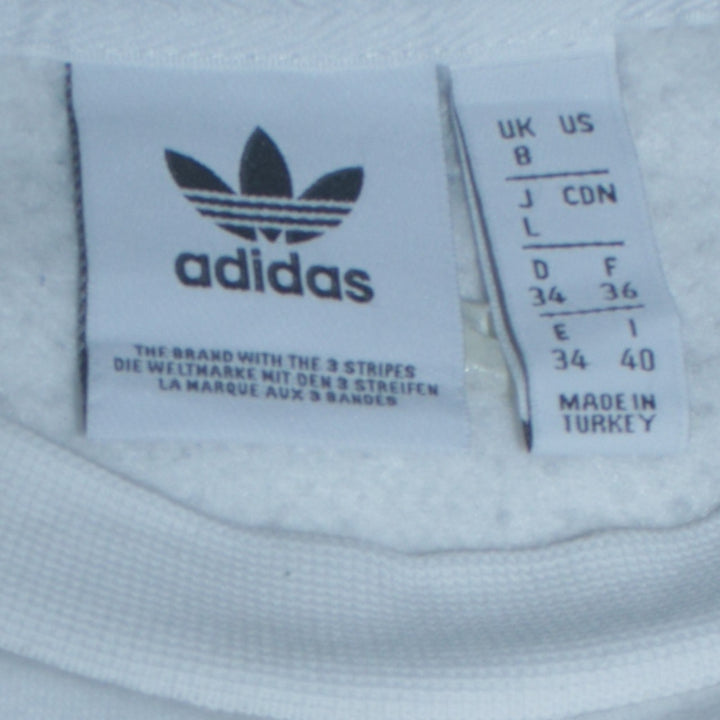 adidas
THE BRAND WITH THE 3 STRIPES
DIE WELTMARKE MIT DEN 3 STREIFEN
LA MARQUE AUX 3 BANDES
UK US
8
J CDN
L
D F
34 36
E I
34 40
MADE IN
TURKEY